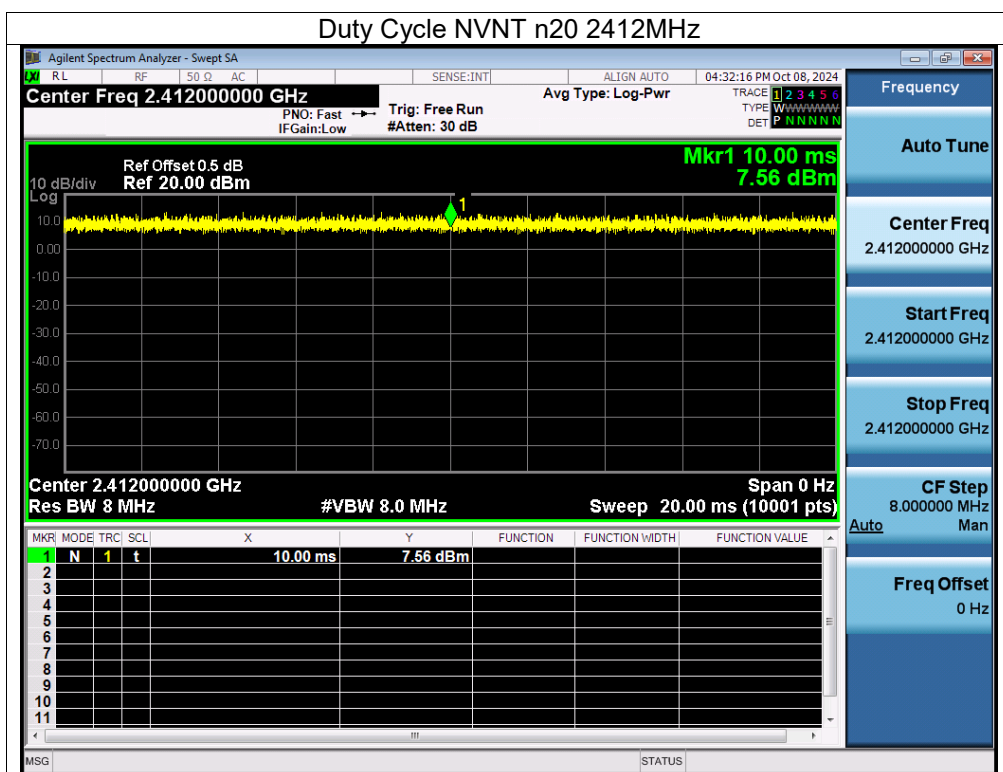 Duty Cycle NVNT n20 2412MHz
Agilent Spectrum Analyzer - Swept SA
LXI RL RF 50 Ω AC SENSE:INT ALIGN AUTO 04:32:16 PM Oct 08, 2024
Center Freq 2.412000000 GHz
PNO: Fast
IFGain:Low
Trig: Free Run
#Atten: 30 dB
Avg Type: Log-Pwr
TRACE 1 2 3 4 5 6
TYPE WWWWWW
DET P N N N N N
Ref Offset 0.5 dB
Ref 20.00 dBm
10 dB/div
Log
Mkr1 10.00 ms
7.56 dBm
1
10.0
0.00
-10.0
-20.0
-30.0
-40.0
-50.0
-60.0
-70.0
Center 2.412000000 GHz Span 0 Hz
Res BW 8 MHz #VBW 8.0 MHz Sweep 20.00 ms (10001 pts)
MKR MODE TRC SCL X Y FUNCTION FUNCTION WIDTH FUNCTION VALUE
1 N 1 t 10.00 ms 7.56 dBm
2
3
4
5
6
7
8
9
10
11
MSG STATUS
Frequency
Auto Tune
Center Freq
2.412000000 GHz
Start Freq
2.412000000 GHz
Stop Freq
2.412000000 GHz
CF Step
8.000000 MHz
Auto Man
Freq Offset
0 Hz